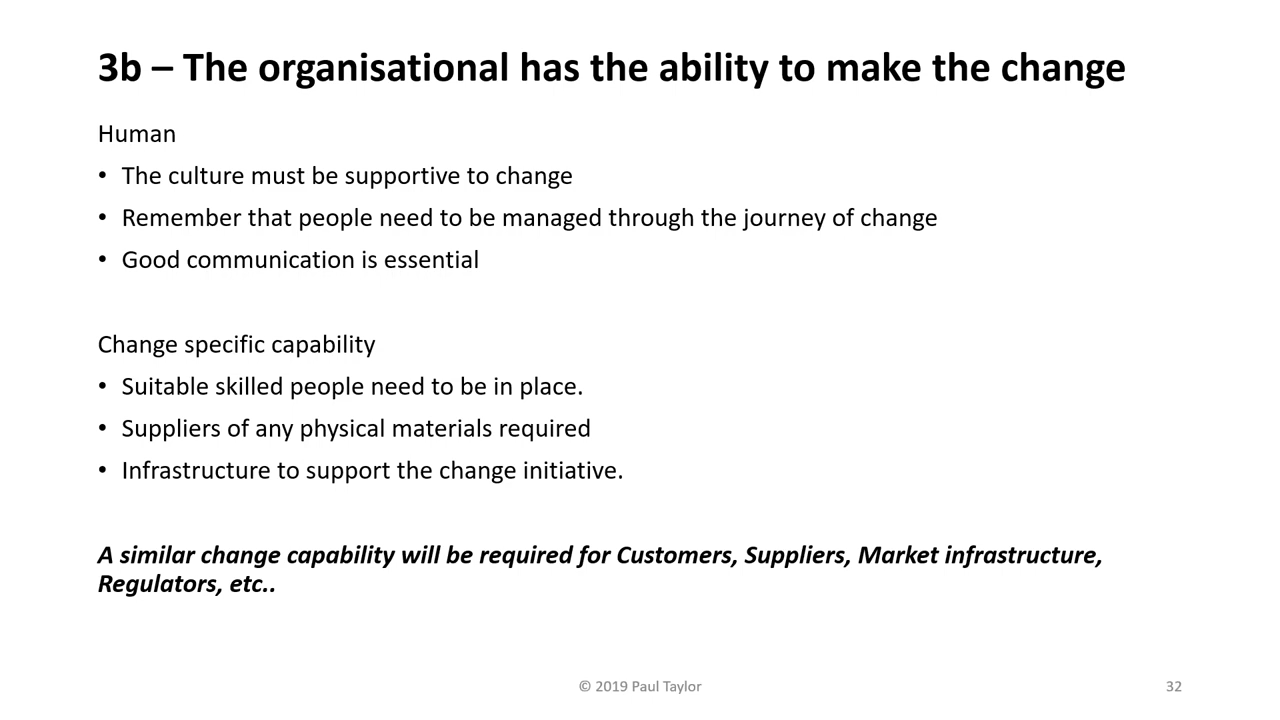 3b – The organisational has the ability to make the change
Human
• The culture must be supportive to change
• Remember that people need to be managed through the journey of change
• Good communication is essential
Change specific capability
• Suitable skilled people need to be in place.
• Suppliers of any physical materials required
• Infrastructure to support the change initiative.
A similar change capability will be required for Customers, Suppliers, Market infrastructure,
Regulators, etc..
© 2019 Paul Taylor
32